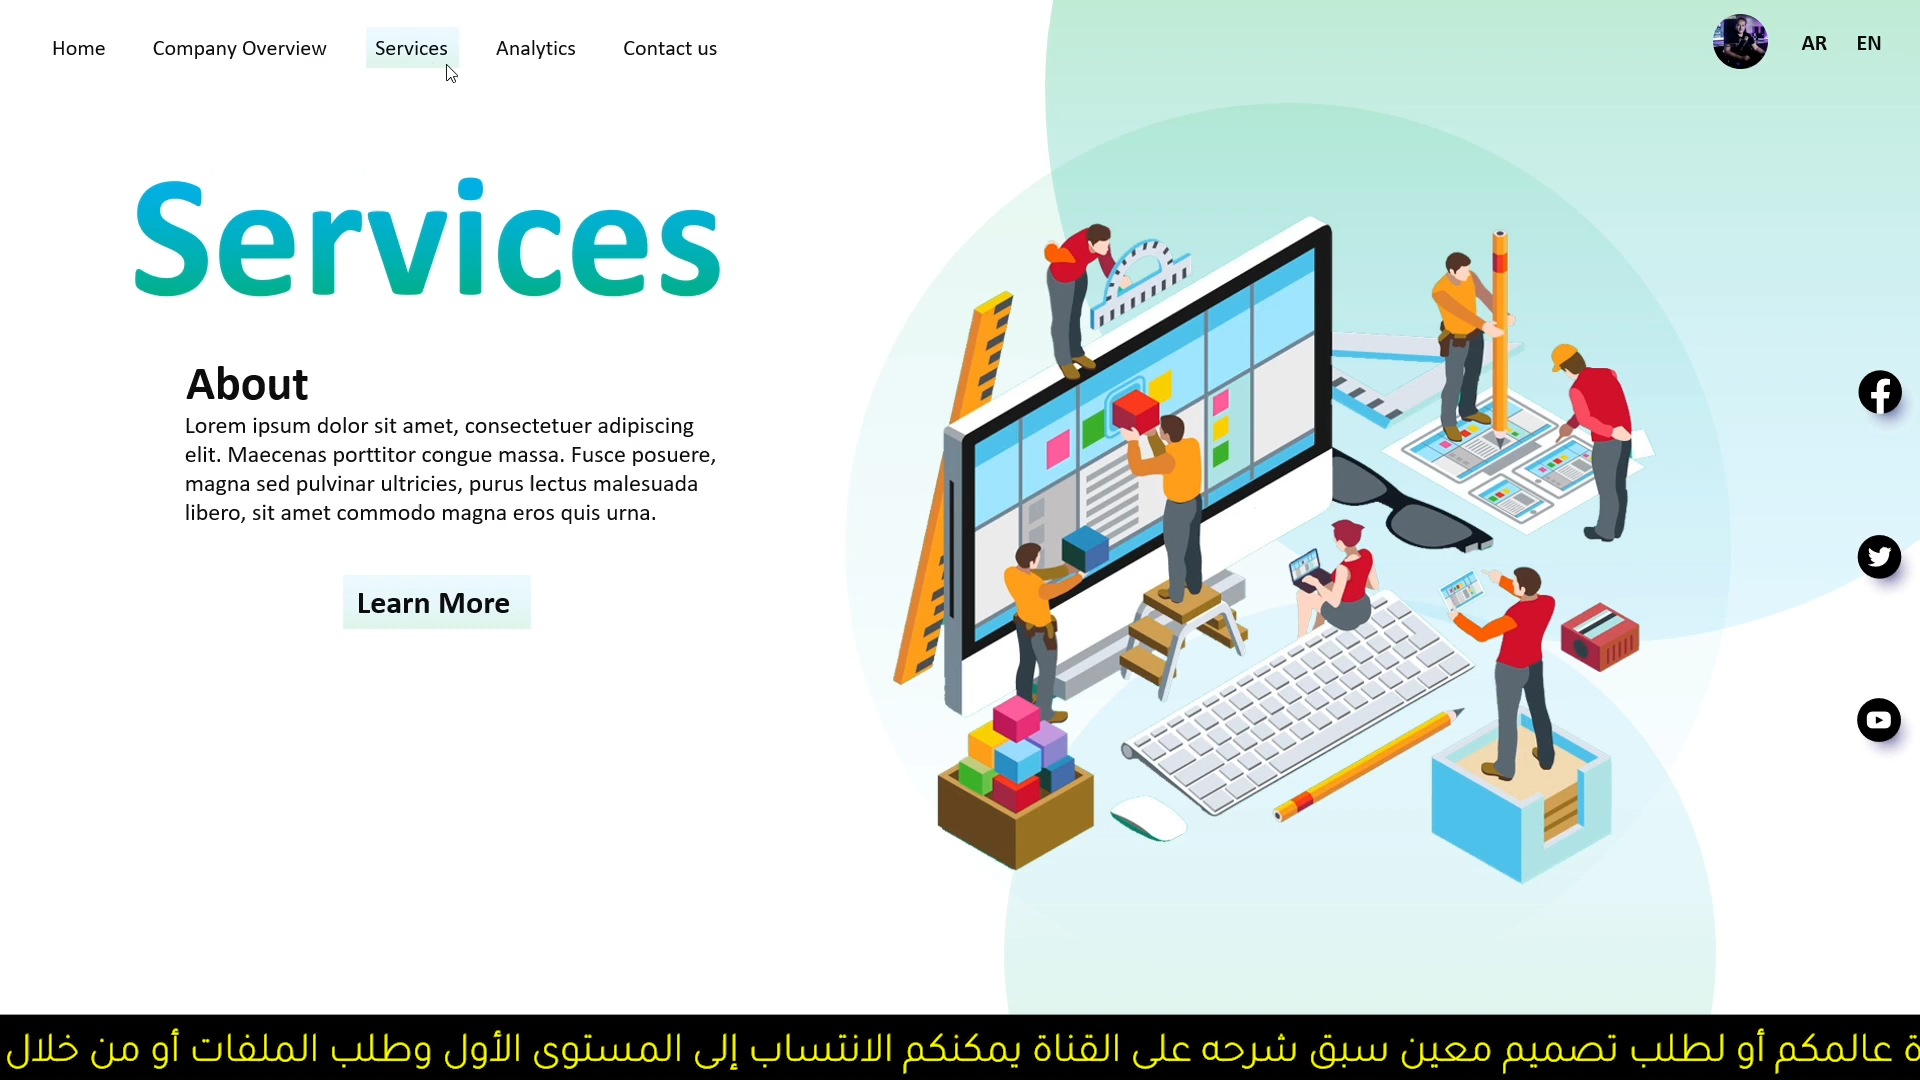 Home
Company Overview
Services
Analytics
Contact us
AR
EN
Services
About
Lorem ipsum dolor sit amet, consectetuer adipiscing
elit. Maecenas porttitor congue massa. Fusce posuere,
magna sed pulvinar ultricies, purus lectus malesuada
libero, sit amet commodo magna eros quis urna.
Learn More
ة عالمكم أو لطلب تصميم معين سبق شرحه على القناة يمكنكم الانتساب إلى المستوى الأول وطلب الملفات أو من خلال